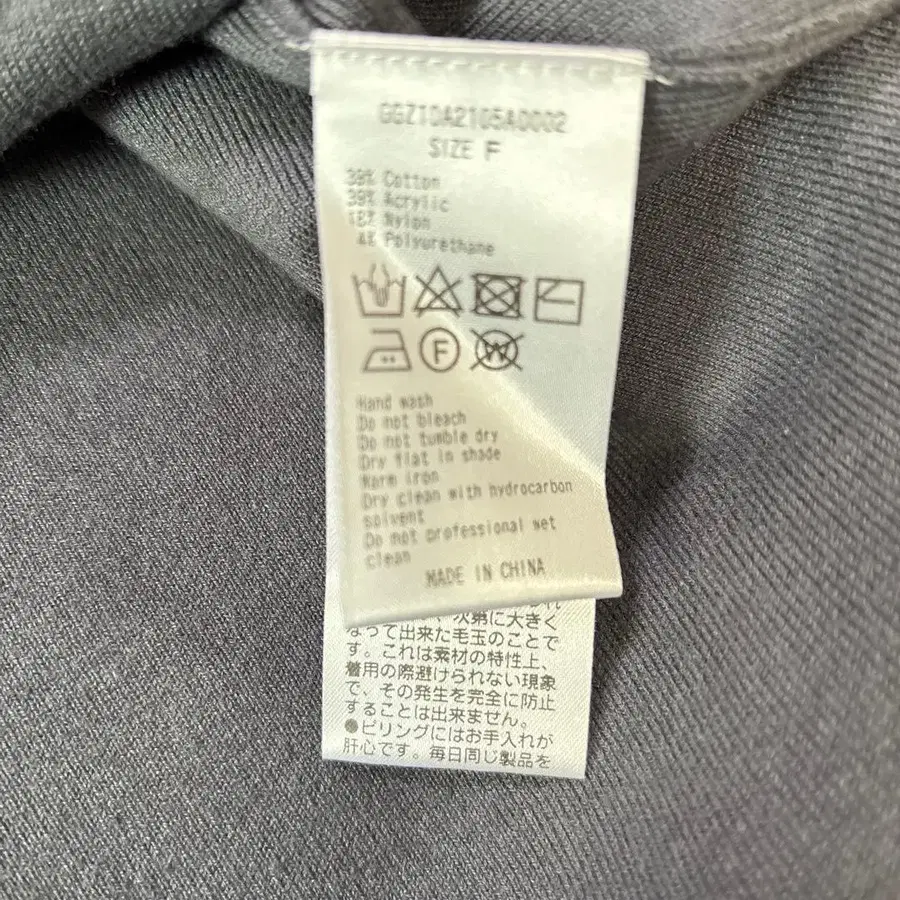 GGZT0A2105A0002
SIZE F
39% Cotton
39% Acrylic
18% Nylon
4% Polyurethane
F
W
Hand wash
Do not bleach
Do not tumble dry
Dry flat in shade
Warm iron
Dry clean with hydrocarbon
solvent
Do not professional wet
clean
MADE IN CHINA
、次第に大きく
なって出来た毛玉のことで
す。これは素材の特性上、
着用の際避けられない現象
で、その発生を完全に防止
することは出来ません。
●ピリングにはお手入れが
肝心です。毎日同じ製品を